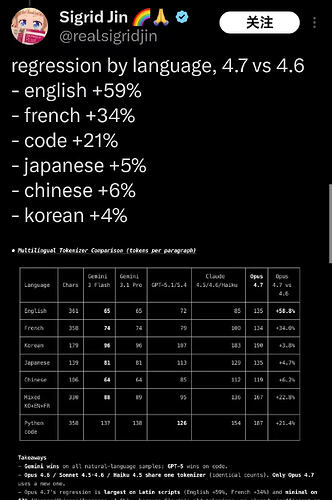 Sigrid Jin 🌈🙏
@realsigridjin
关注
regression by language, 4.7 vs 4.6
- english +59%
- french +34%
- code +21%
- japanese +5%
- chinese +6%
- korean +4%
● Multilingual Tokenizer Comparison (tokens per paragraph)
Language Chars Gemini 3 Flash Gemini 3.1 Pro GPT-5.1/5.4 Claude 4.5/4.6/Haiku Opus 4.7 Opus 4.7 vs 4.6
English 361 65 65 72 85 135 +58.8%
French 358 74 74 79 100 134 +34.0%
Korean 179 96 96 107 183 190 +3.8%
Japanese 139 81 81 113 129 135 +4.7%
Chinese 106 64 64 85 112 119 +6.2%
Mixed KO+EN+FR 330 88 89 95 136 167 +22.8%
Python code 358 137 138 126 154 187 +21.4%
Takeaways
- Gemini wins on all natural-language samples; GPT-5 wins on code.
- Opus 4.6 / Sonnet 4.5-4.6 / Haiku 4.5 share one tokenizer (identical counts). Only Opus 4.7
uses a new one.
- Opus 4.7's regression is largest on Latin scripts (English +59%, French +34%) and minimal on